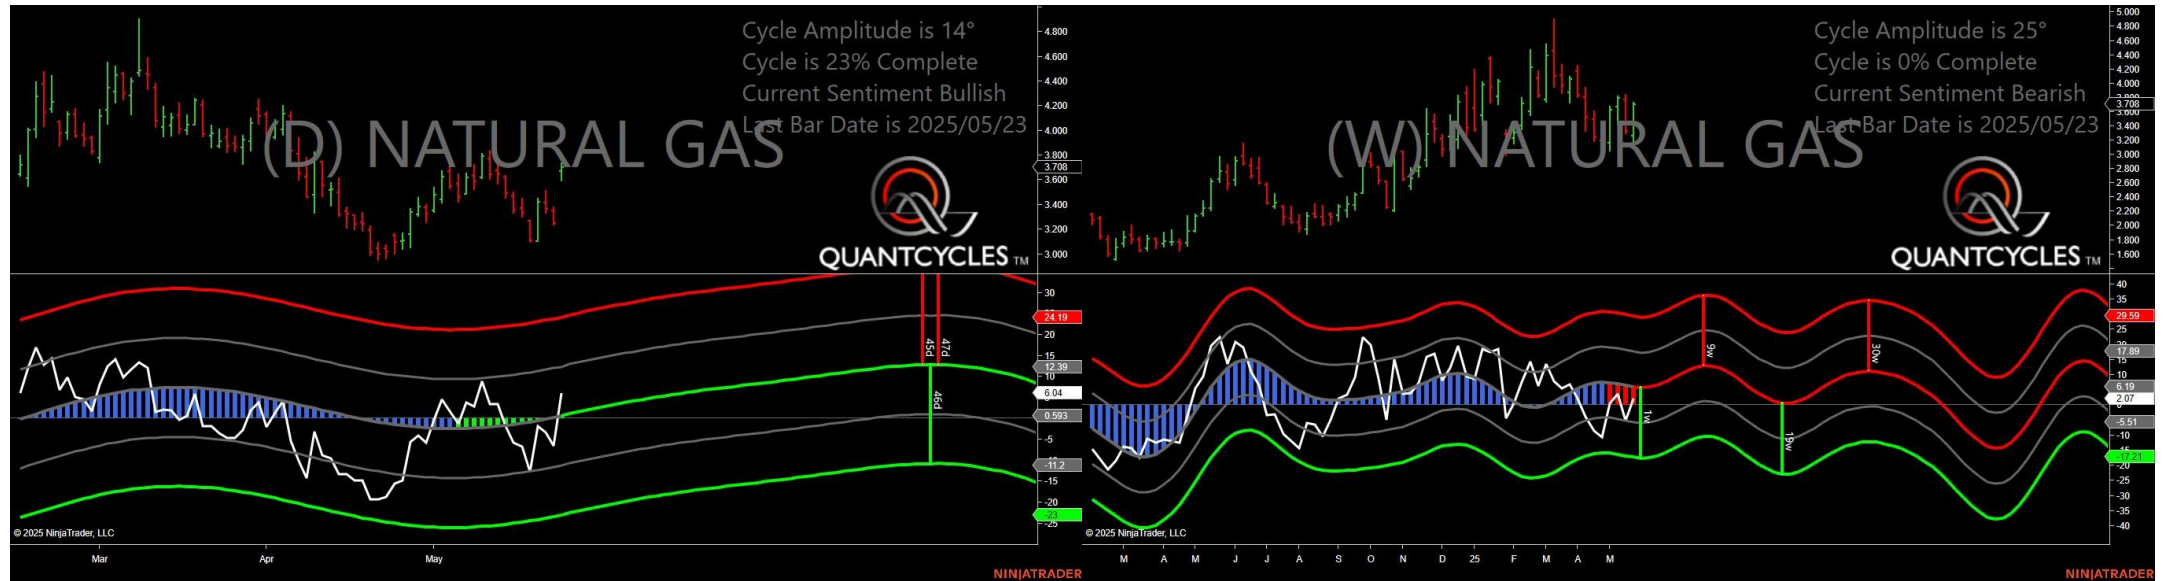 Cycle Amplitude is 14°
Cycle is 23% Complete
Current Sentiment Bullish
Last Bar Date is 2025/05/23
(D) NATURAL GAS
QUANTCYCLES TM
4.800
4.600
4.400
4.200
4.000
3.800
3.708
3.600
3.400
3.200
3.000
45d
47d
46d
30
24.19
20
15
12.39
10
6.04
0.593
-5
-11.2
-15
-20
-23
-25
© 2025 NinjaTrader, LLC
Mar
Apr
May
NINJATRADER
Cycle Amplitude is 25°
Cycle is 0% Complete
Current Sentiment Bearish
Last Bar Date is 2025/05/23
(W) NATURAL GAS
QUANTCYCLES TM
5.000
4.800
4.600
4.200
4.000
3.708
3.400
3.200
3.000
2.800
2.600
2.400
2.200
2.000
1.800
1.600
9w
30w
1w
19w
40
35
29.59
25
17.89
15
10
6.19
2.07
-5.51
-10
-17.21
-20
-25
-30
-35
-40
© 2025 NinjaTrader, LLC
M A M J J A S O N D 25 F M A M
NINJATRADER